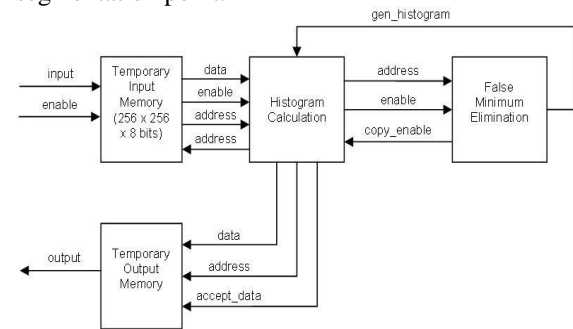 gen_histogram
input
enable
Temporary
Input
Memory
(256 x 256
x 8 bits)
data
enable
address
address
Histogram
Calculation
address
enable
copy_enable
False
Minimum
Elimination
output
Temporary
Output
Memory
data
address
accept_data